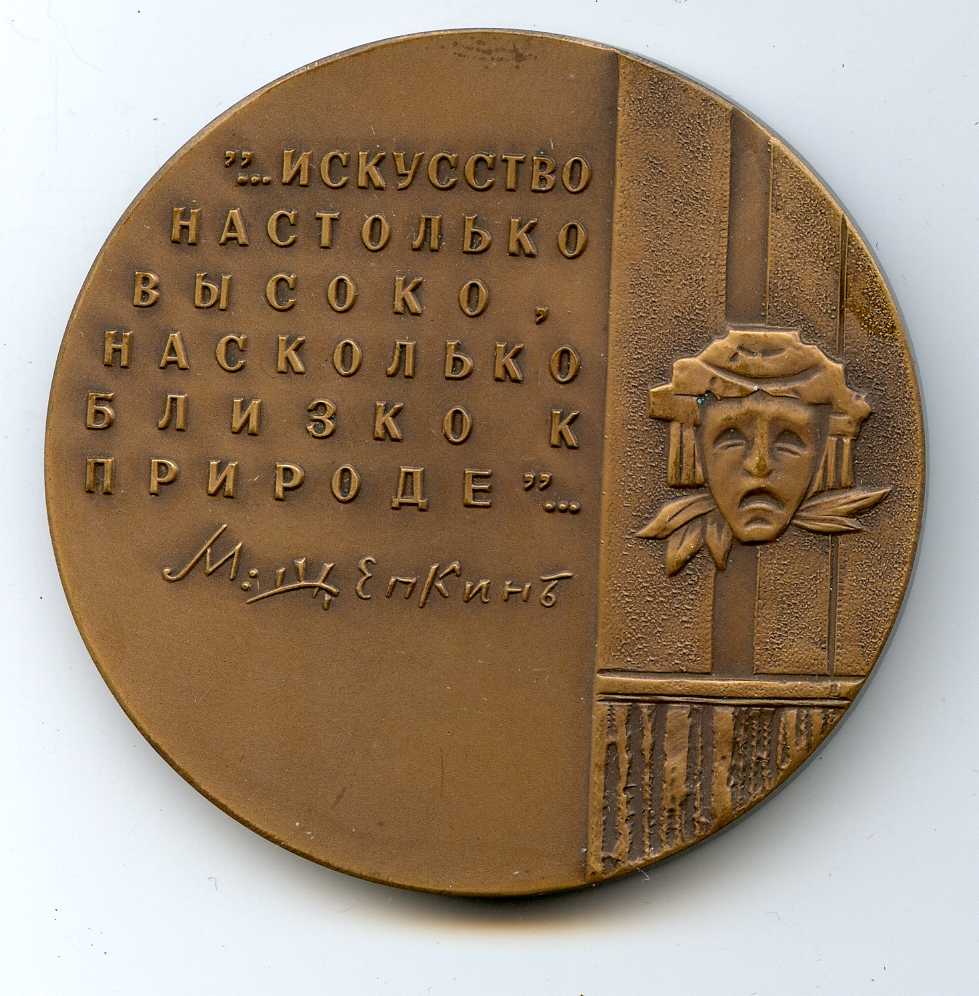 ”...ИСКУССТВО
НАСТОЛЬКО
ВЫСОКО,
НАСКОЛЬКО
БЛИЗКО К
ПРИРОДЕ”...
М: Щепкинъ